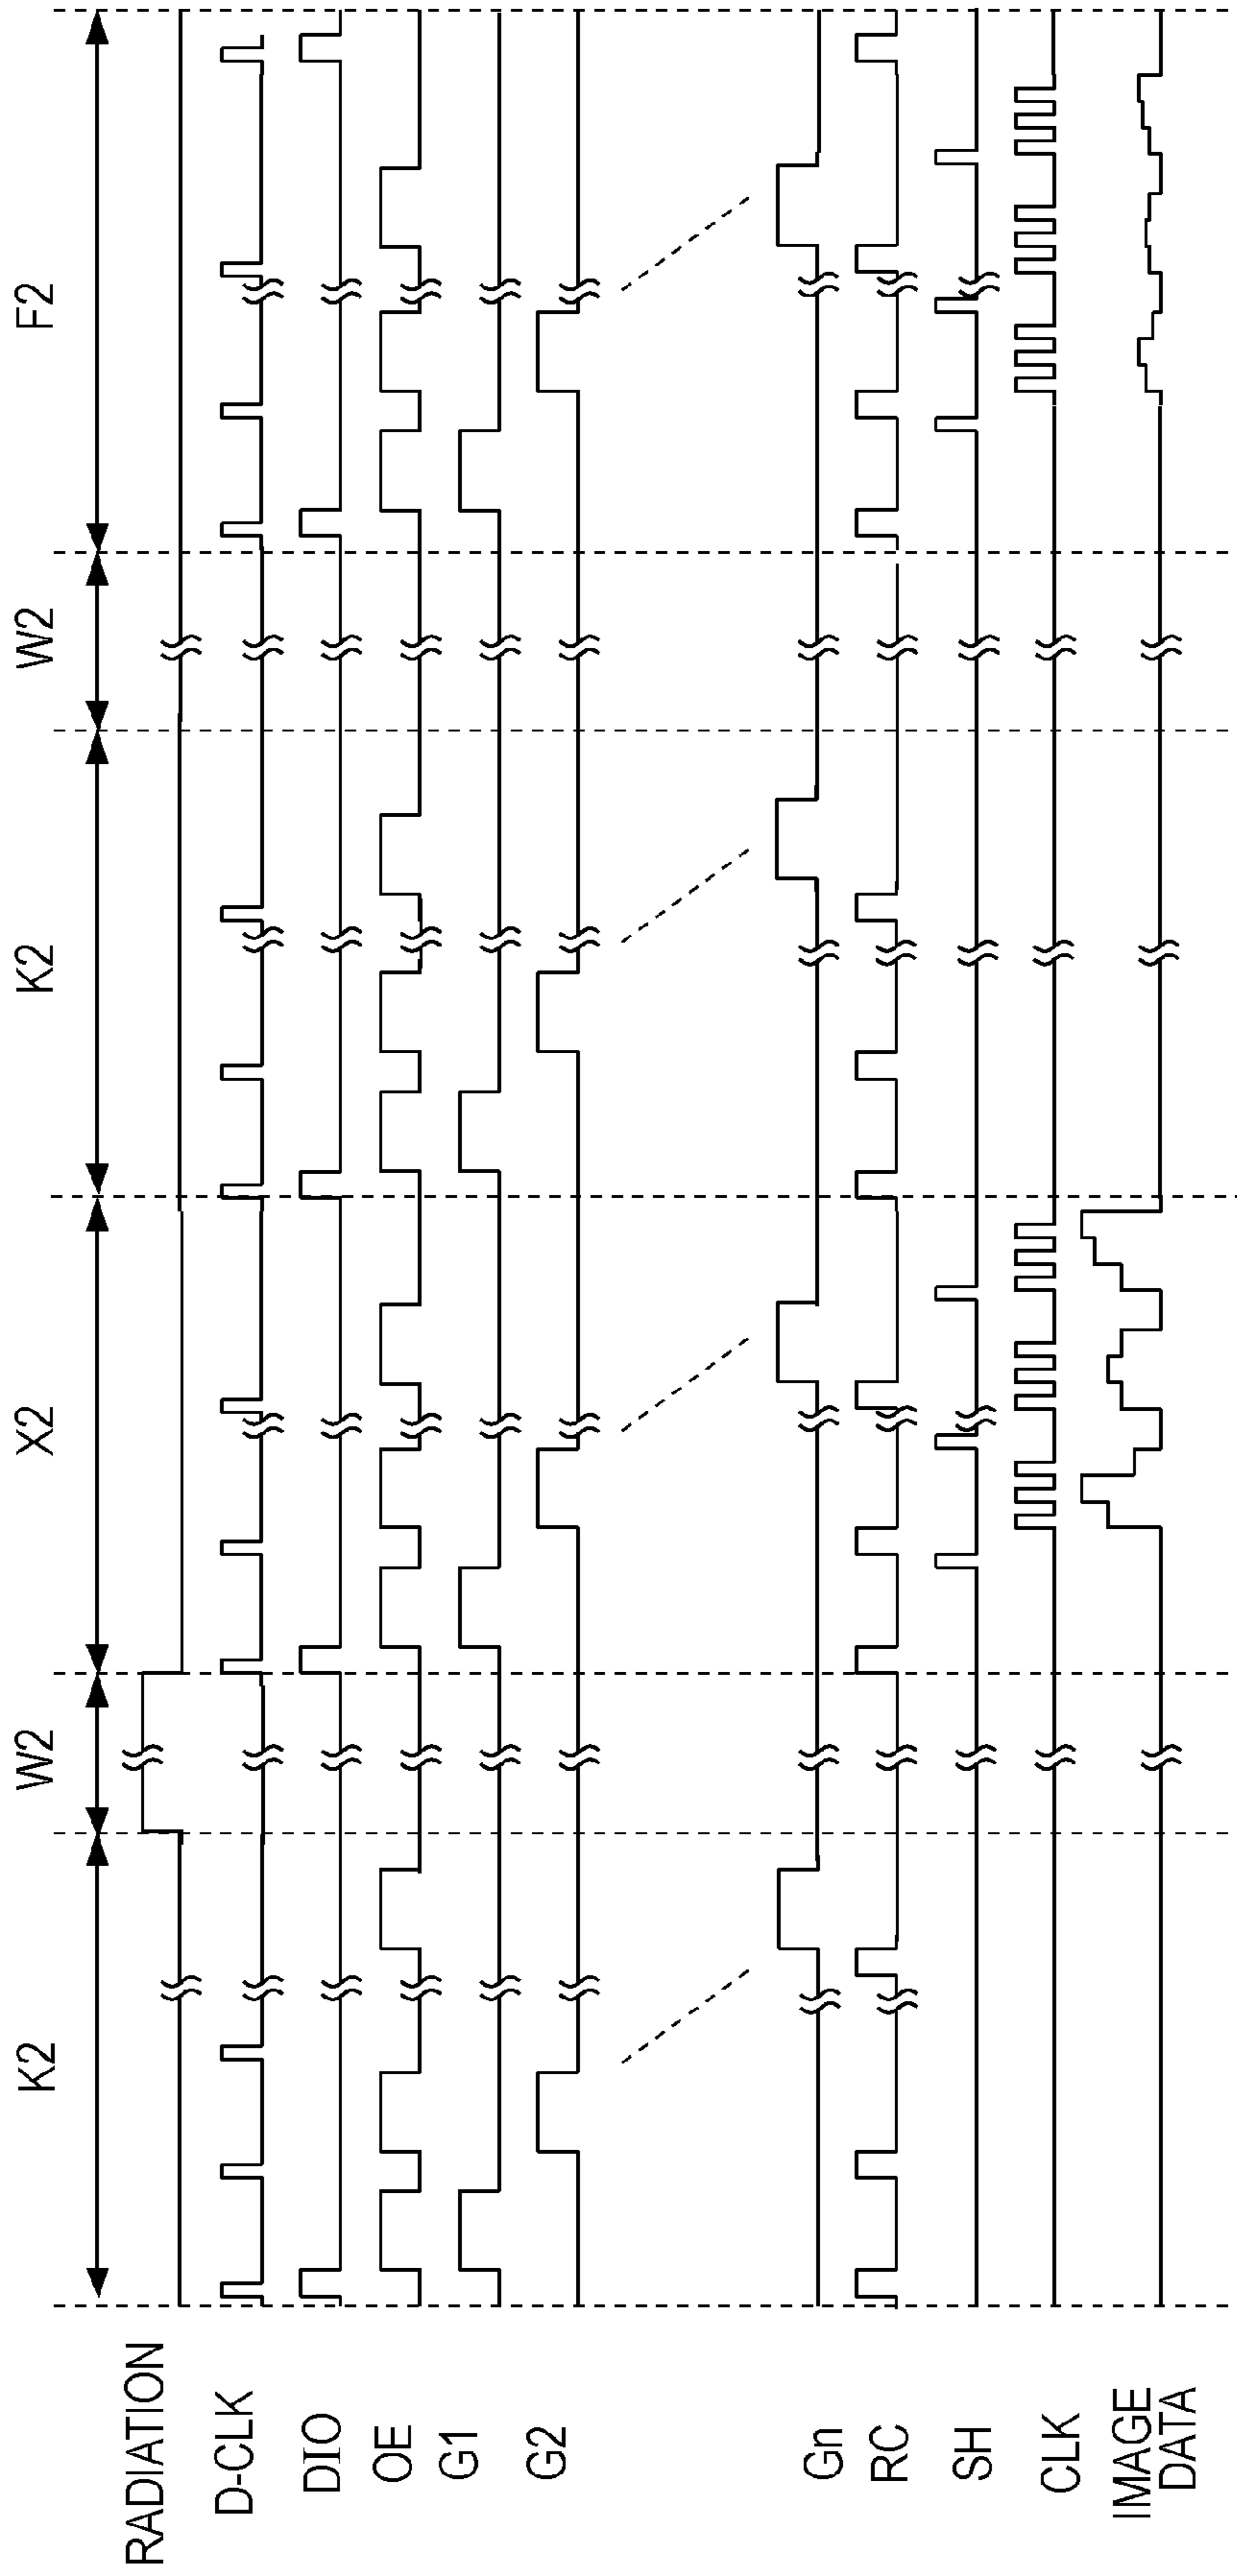 K2
W2
X2
K2
W2
F2
RADIATION
D-CLK
DIO
OE
G1
G2
Gn
RC
SH
CLK
IMAGE
DATA